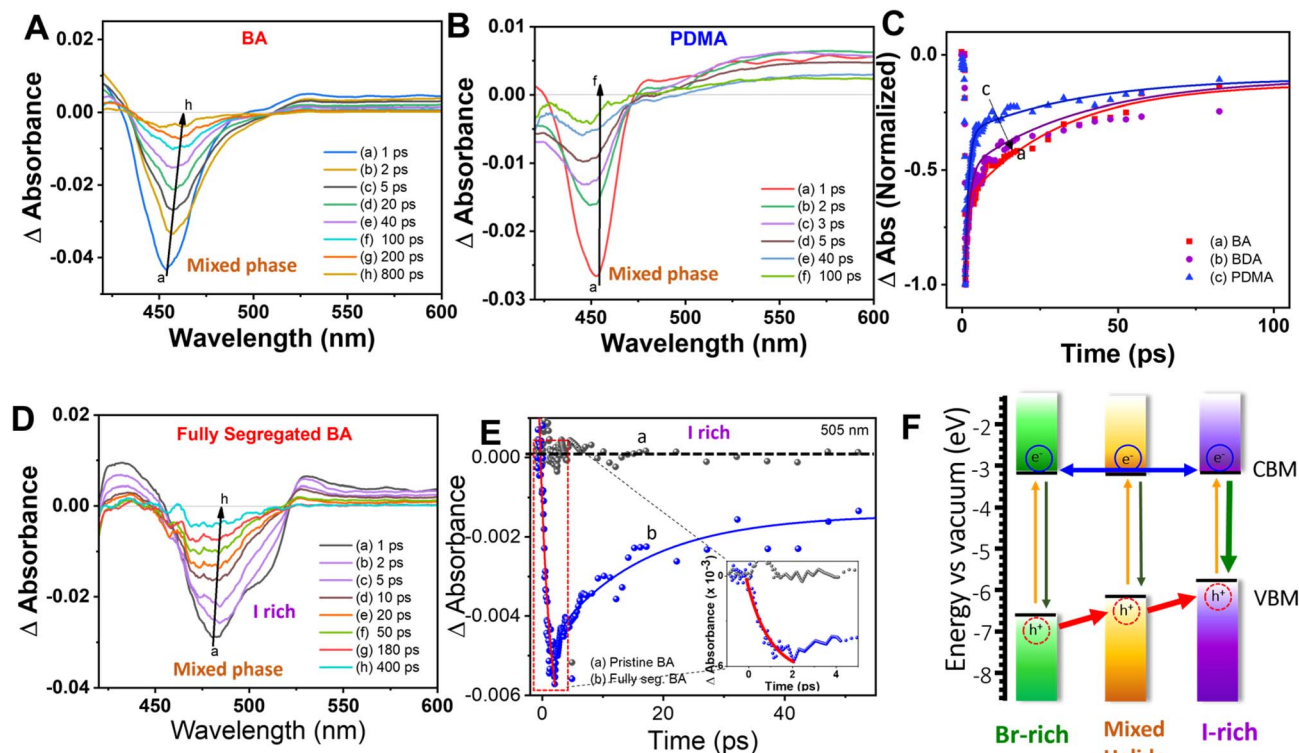 A
BA
0.02
0.00
-0.02
-0.04
Δ Absorbance
h
a
Mixed phase
(a) 1 ps
(b) 2 ps
(c) 5 ps
(d) 20 ps
(e) 40 ps
(f) 100 ps
(g) 200 ps
(h) 800 ps
450 500 550 600
Wavelength (nm)
B
PDMA
0.01
0.00
-0.01
-0.02
-0.03
Δ Absorbance
f
a
Mixed phase
(a) 1 ps
(b) 2 ps
(c) 3 ps
(d) 5 ps
(e) 40 ps
(f) 100 ps
450 500 550 600
Wavelength (nm)
C
0.0
-0.5
-1.0
Δ Abs (Normalized)
c
a
(a) BA
(b) BDA
(c) PDMA
0 50 100
Time (ps)
D
Fully Segregated BA
0.02
0.00
-0.02
-0.04
Δ Absorbance
h
a
I rich
Mixed phase
(a) 1 ps
(b) 2 ps
(c) 5 ps
(d) 10 ps
(e) 20 ps
(f) 50 ps
(g) 180 ps
(h) 400 ps
450 500 550 600
Wavelength (nm)
E
a
I rich
505 nm
0.000
-0.002
-0.004
-0.006
Δ Absorbance
b
Δ Absorbance (x 10⁻³)
0
-6
0 2 4
Time (ps)
(a) Pristine BA
(b) Fully seg. BA
0 20 40
Time (ps)
F
Energy vs vacuum (eV)
-2
-3
-4
-5
-6
-7
-8
e⁻ e⁻ e⁻
CBM
h⁺ h⁺ h⁺
VBM
Br-rich
Mixed
I-rich